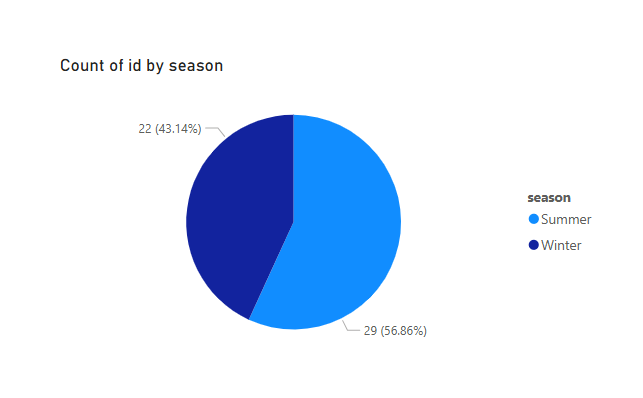 Count of id by season
22 (43.14%)
29 (56.86%)
season
Summer
Winter